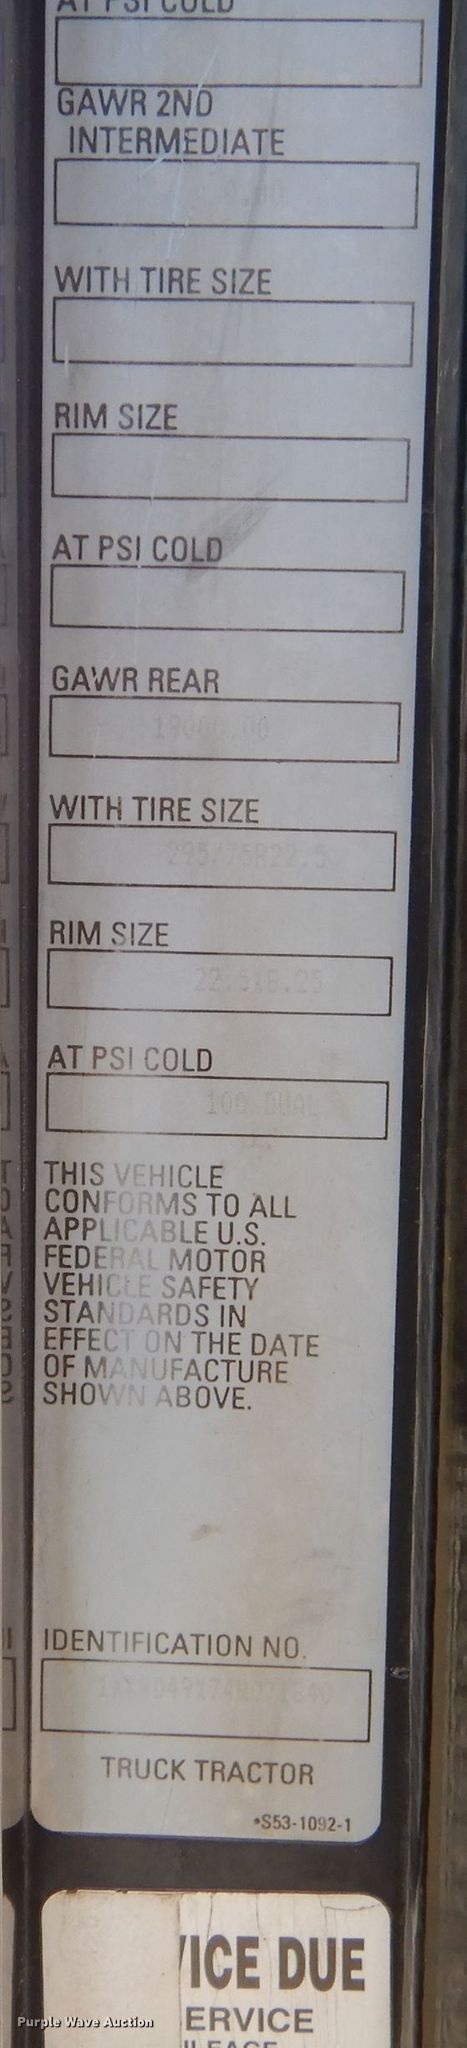 AT PSI COLD
GAWR 2ND
INTERMEDIATE
WITH TIRE SIZE
RIM SIZE
AT PSI COLD
GAWR REAR
19000.00
WITH TIRE SIZE
295/75R22.5
RIM SIZE
22.5X8.25
AT PSI COLD
100 DUAL
THIS VEHICLE
CONFORMS TO ALL
APPLICABLE U.S.
FEDERAL MOTOR
VEHICLE SAFETY
STANDARDS IN
EFFECT ON THE DATE
OF MANUFACTURE
SHOWN ABOVE.
IDENTIFICATION NO.
TRUCK TRACTOR
•S53-1092-1
VICE DUE
ERVICE
Purple Wave Auction